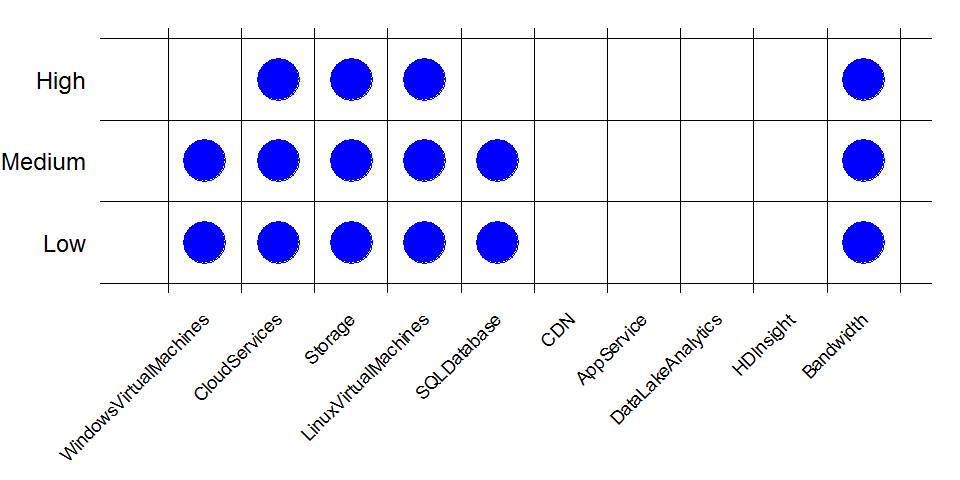 High
Medium
Low
WindowsVirtualMachines
CloudServices
Storage
LinuxVirtualMachines
SQLDatabase
CDN
AppService
DataLakeAnalytics
HDInsight
Bandwidth